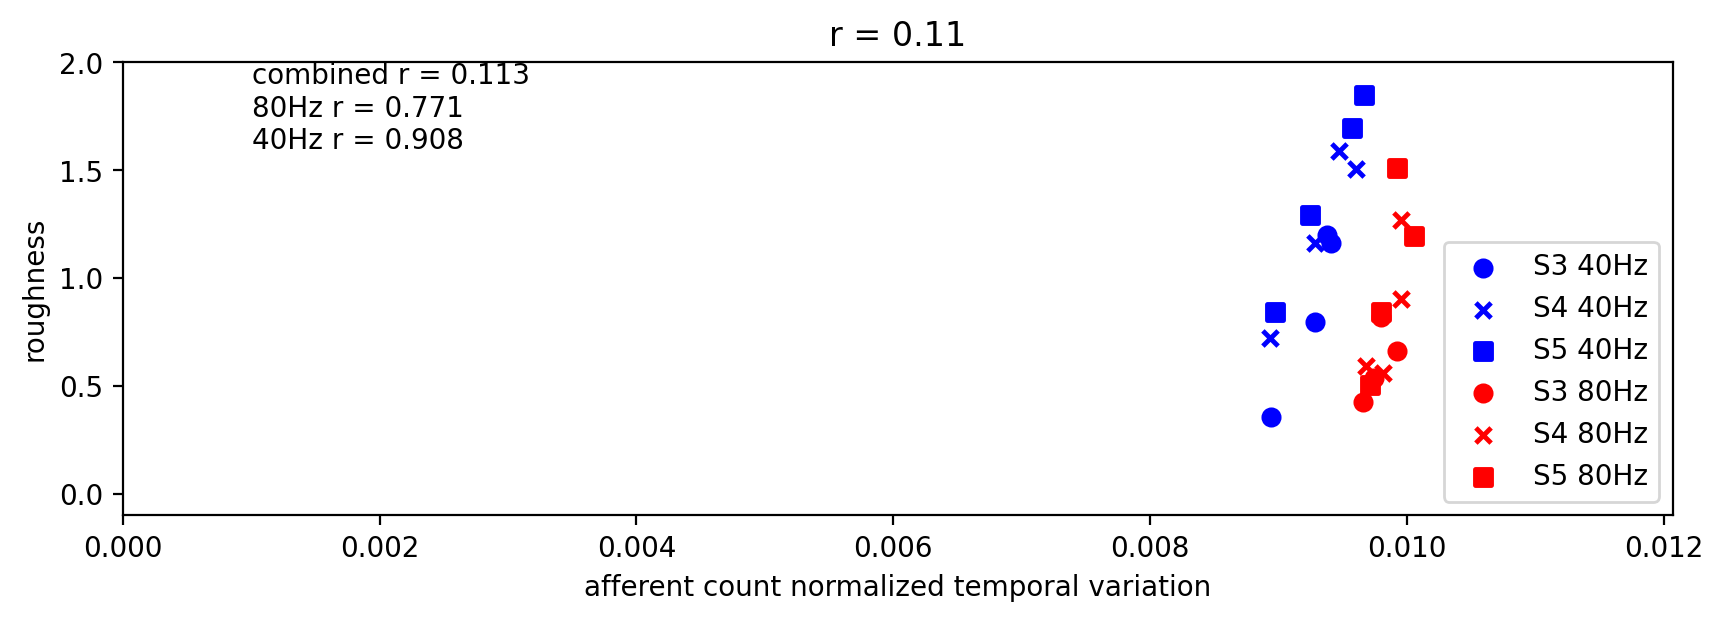 r = 0.11
combined r = 0.113
80Hz r = 0.771
40Hz r = 0.908
2.0
1.5
1.0
0.5
0.0
roughness
S3 40Hz
S4 40Hz
S5 40Hz
S3 80Hz
S4 80Hz
S5 80Hz
0.000 0.002 0.004 0.006 0.008 0.010 0.012
afferent count normalized temporal variation